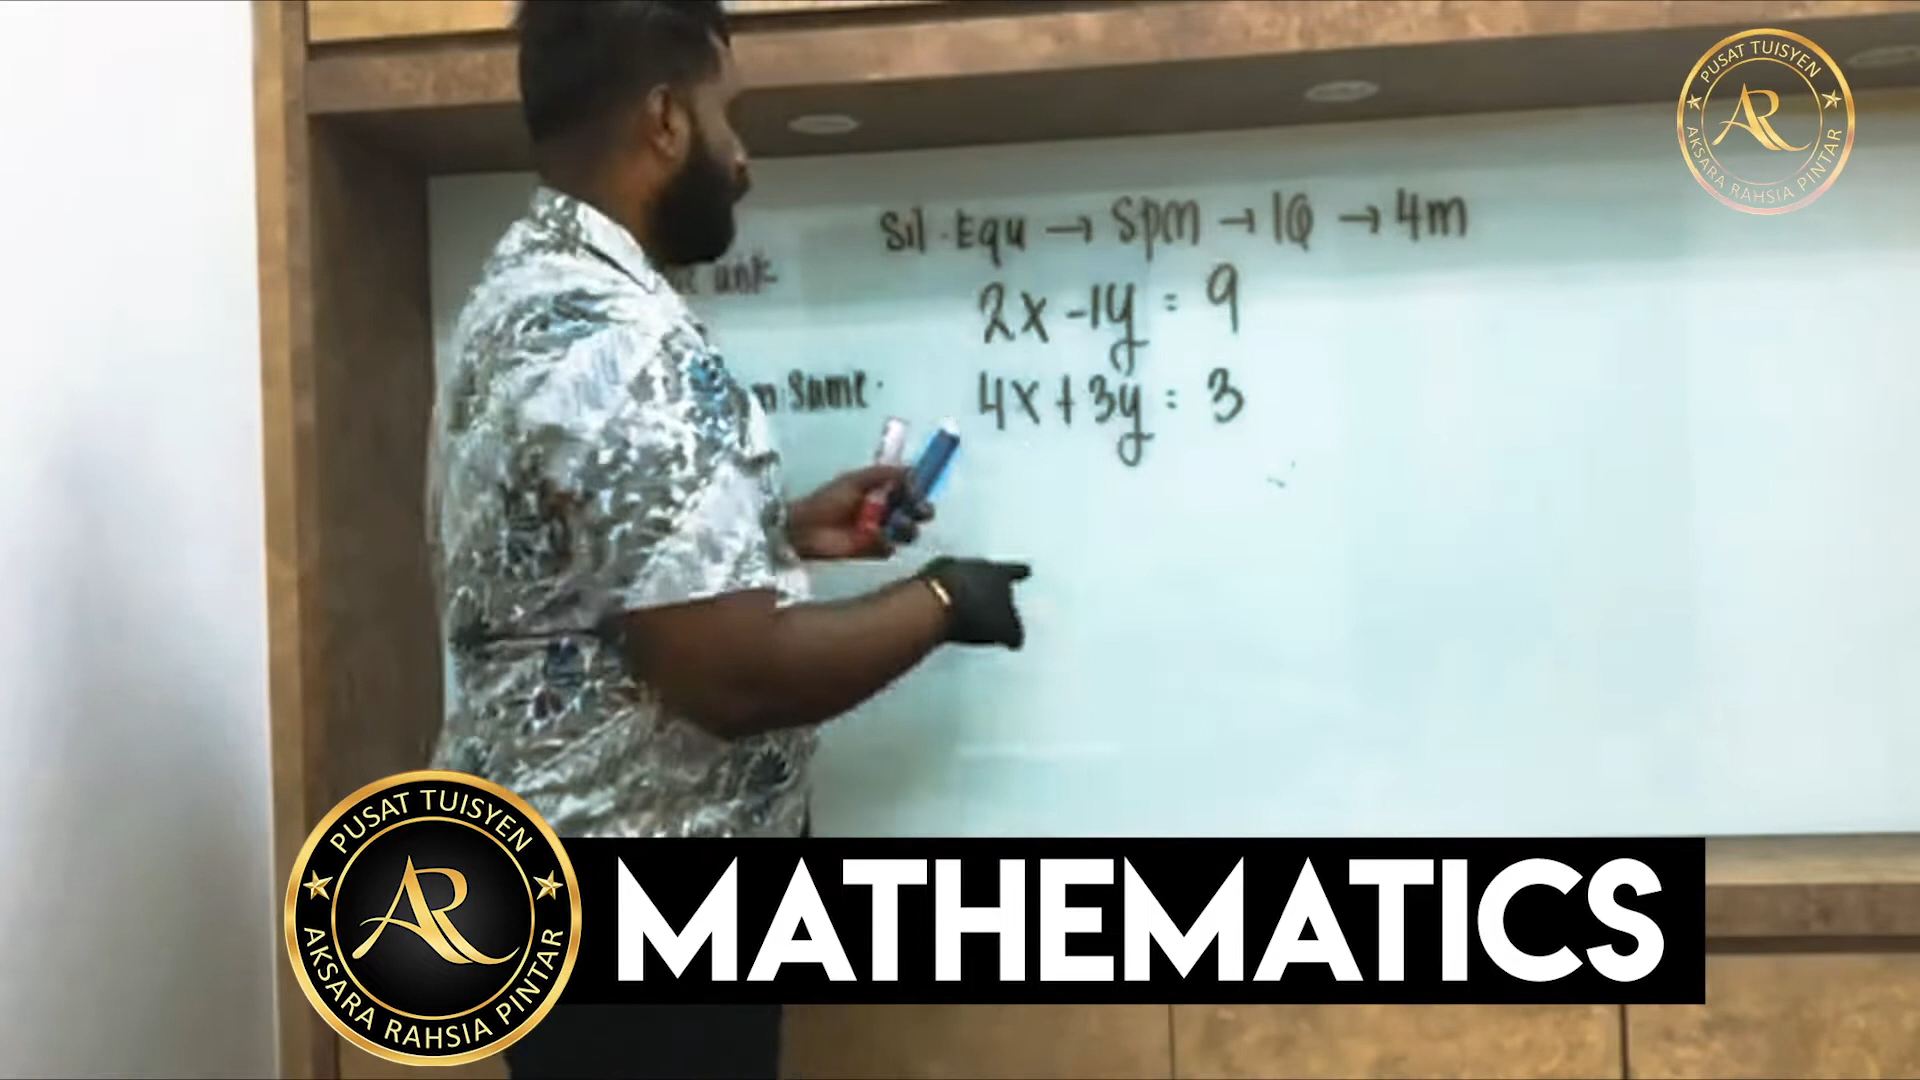 PUSAT TUISYEN
AR
AKSARA RAHSIA PINTAR
Sil. Equ → Spm → 1Q → 4m
unk
2x - 1y = 9
Same.
4x + 3y = 3
PUSAT TUISYEN
AR
AKSARA RAHSIA PINTAR
MATHEMATICS